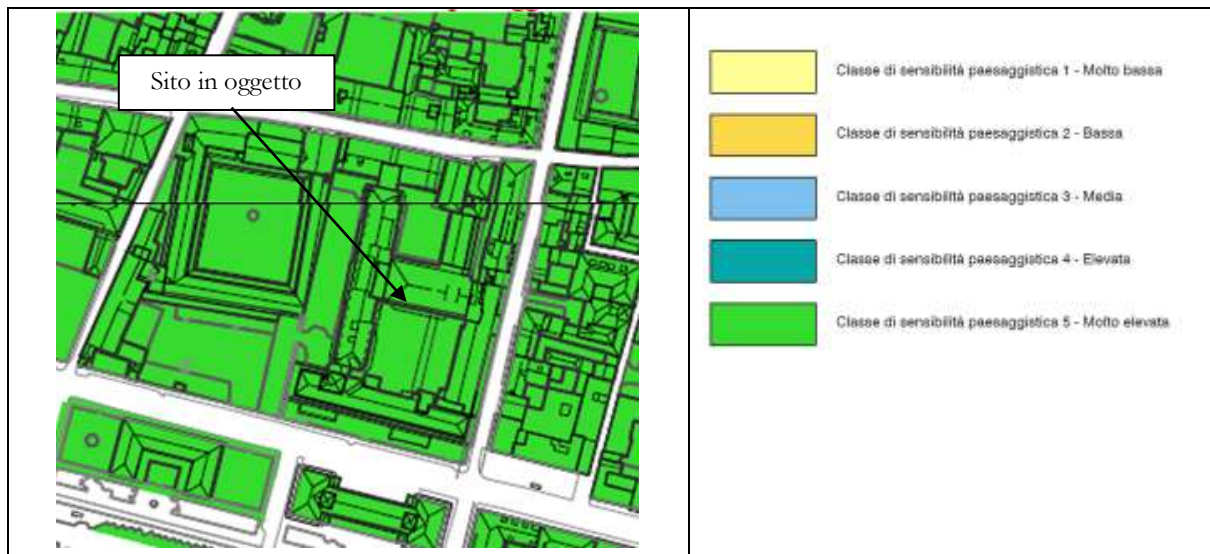 Sito in oggetto
Classe di sensibilità paesaggistica 1 - Molto bassa
Classe di sensibilità paesaggistica 2 - Bassa
Classe di sensibilità paesaggistica 3 - Media
Classe di sensibilità paesaggistica 4 - Elevata
Classe di sensibilità paesaggistica 5 - Molto elevata